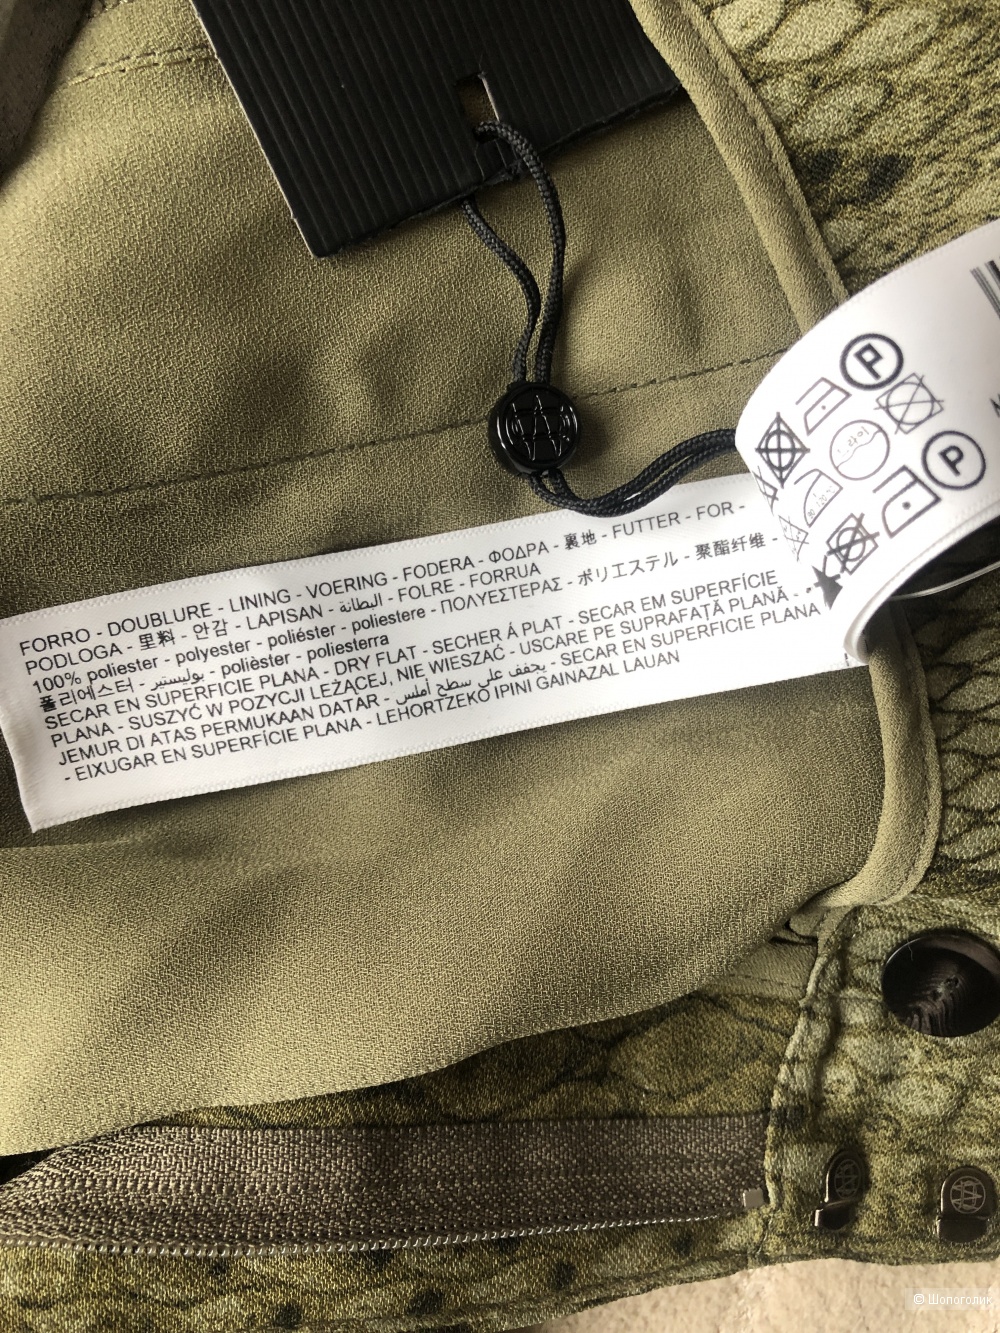 FORRO - DOUBLURE - LINING - VOERING - FODERA - ΦΟΔΡΑ - 裏地 - FUTTER - FOR -
PODLOGA - 里料 - 안감 - LAPISAN - البطانة - FOLRE - FORRUA
100% poliester - polyester - poliéster - poliestere - ΠΟΛΥΕΣΤΕΡΑΣ - ポリエステル - 聚酯纤维 -
폴리에스터 - بوليستير - polièster - poliesterra
SECAR EN SUPERFICIE PLANA - DRY FLAT - SECHER Á PLAT - SECAR EM SUPERFÍCIE
PLANA - SUSZYĆ W POZYCJI LEŻĄCEJ, NIE WIESZAĆ - USCARE PE SUPRAFAȚĂ PLANĂ -
JEMUR DI ATAS PERMUKAAN DATAR - يجفف على سطح أملس - SECAR EN SUPERFICIE PLANA
- EIXUGAR EN SUPERFÍCIE PLANA - LEHORTZEKO IPINI GAINAZAL LAUAN
P
P
© Шопоголик